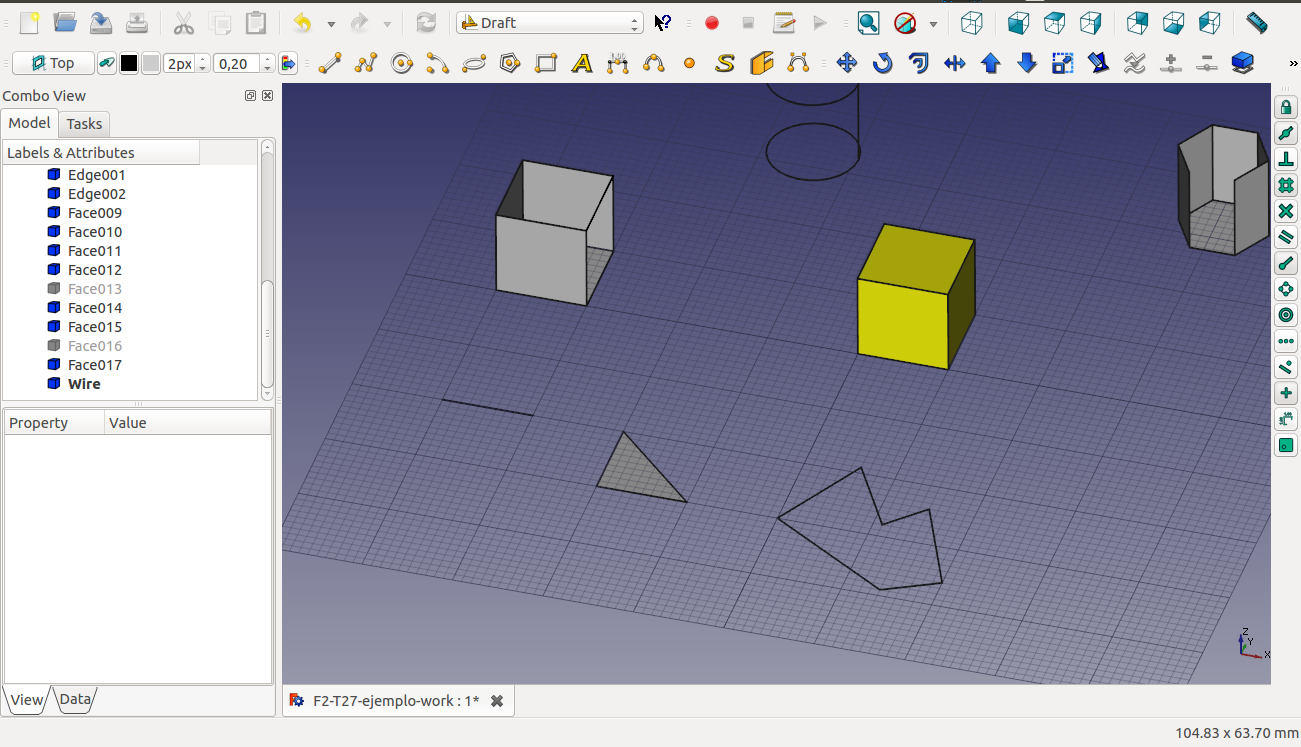 Draft
Top
2px
0,20
Combo View
Model Tasks
Labels & Attributes
Edge001
Edge002
Face009
Face010
Face011
Face012
Face013
Face014
Face015
Face016
Face017
Wire
Property Value
View Data
F2-T27-ejemplo-work : 1*
Z
Y
X
104.83 x 63.70 mm